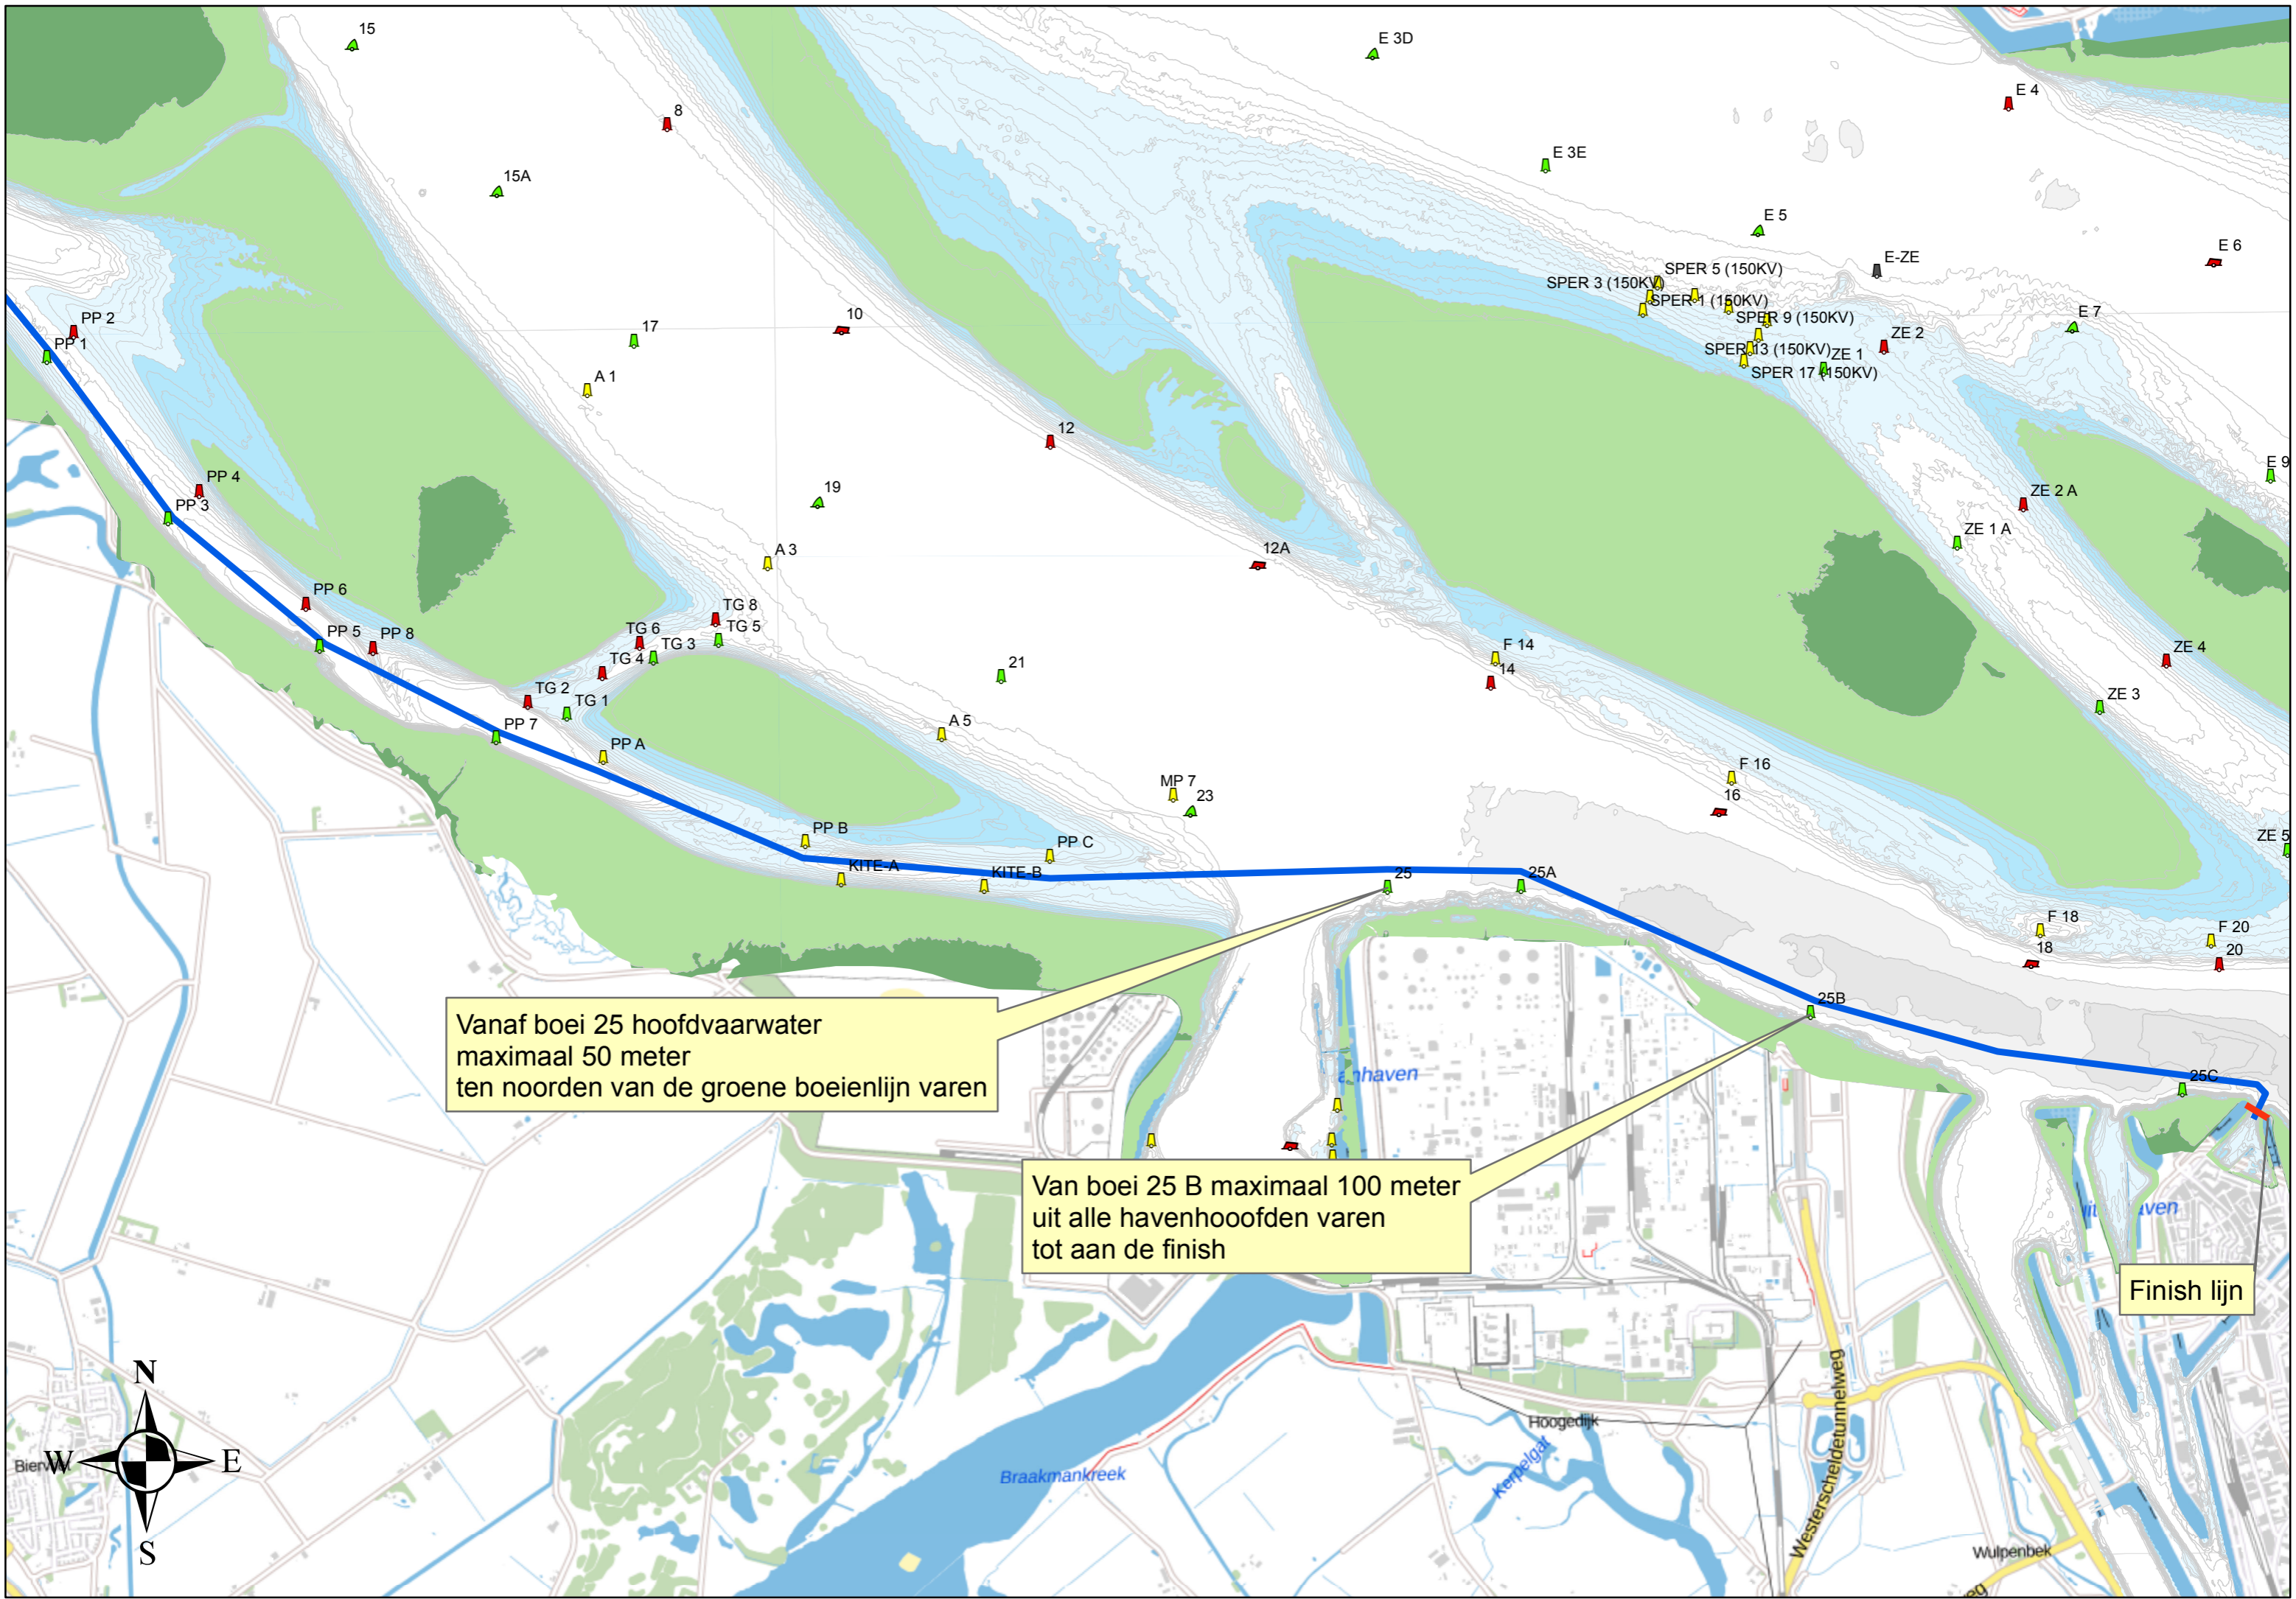 15
E 3D
E 4
8
E 3E
15A
E 5
E-ZE
E 6
SPER 5 (150KV)
SPER 3 (150KV)
SPER 1 (150KV)
SPER 9 (150KV)
SPER 13 (150KV)
SPER 17 (150KV)
PP 2
PP 1
17
10
E 7
ZE 2
ZE 1
A 1
12
E 9
PP 4
PP 3
19
ZE 2 A
ZE 1 A
A 3
12A
PP 6
PP 5
PP 8
TG 8
TG 5
TG 6
TG 3
TG 4
TG 2
TG 1
21
F 14
14
ZE 4
ZE 3
PP 7
PP A
A 5
MP 7
23
F 16
16
PP B
PP C
KITE-A
KITE-B
25
25A
ZE 5
F 18
18
F 20
20
25B
Vanaf boei 25 hoofdvaarwater
maximaal 50 meter
ten noorden van de groene boeienlijn varen
anhaven
25C
Van boei 25 B maximaal 100 meter
uit alle havenhooofden varen
tot aan de finish
Finish lijn
N
W
E
S
Braakmankreek
Hoogedijk
Kerpelgat
Westerscheldetunnelweg
Wulpenbek
eg